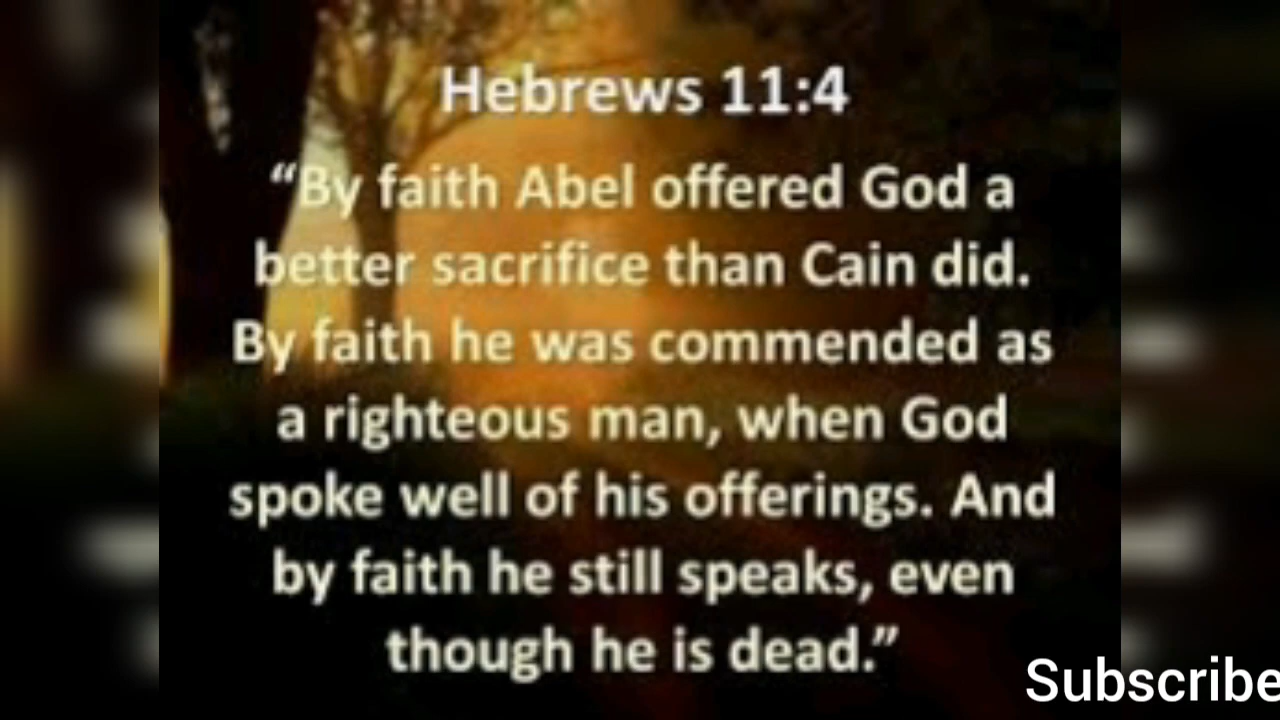 Hebrews 11:4
“By faith Abel offered God a
better sacrifice than Cain did.
By faith he was commended as
a righteous man, when God
spoke well of his offerings. And
by faith he still speaks, even
though he is dead.”
Subscribe